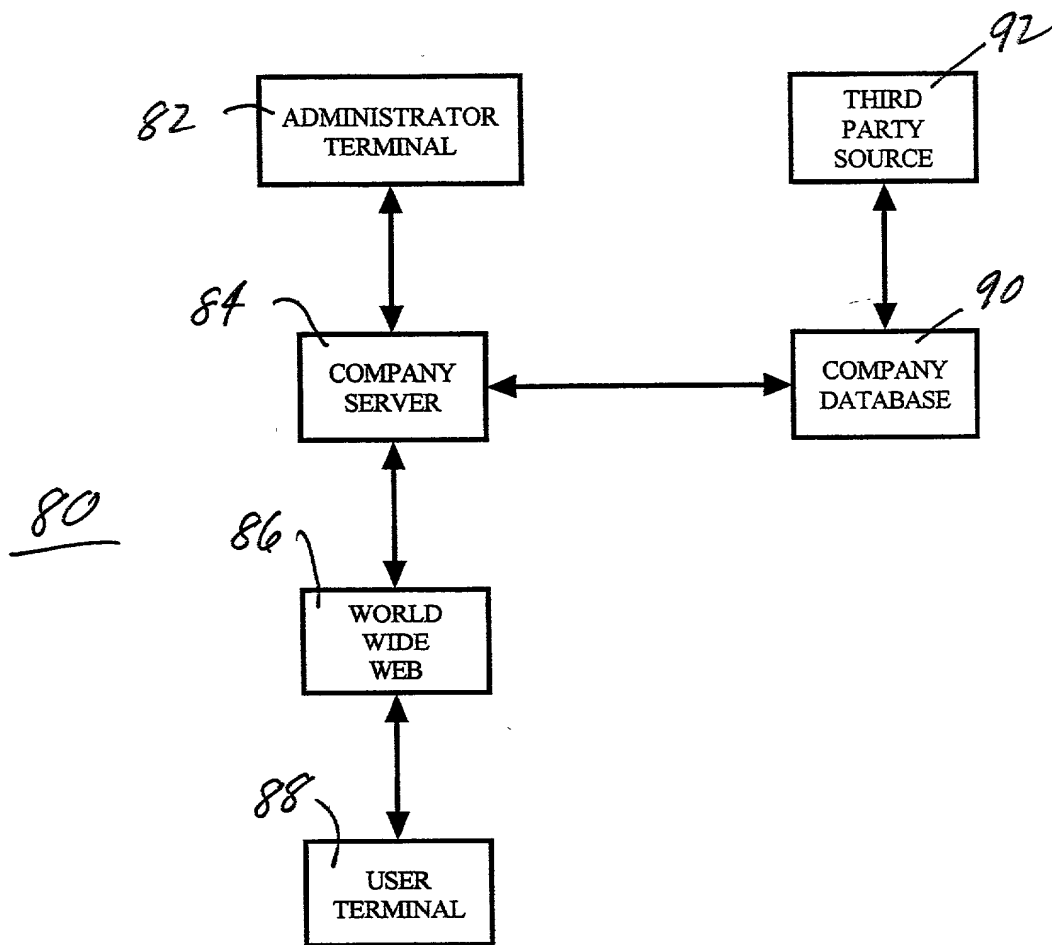 92
82
ADMINISTRATOR
TERMINAL
THIRD
PARTY
SOURCE
84
90
COMPANY
SERVER
COMPANY
DATABASE
80
86
WORLD
WIDE
WEB
88
USER
TERMINAL